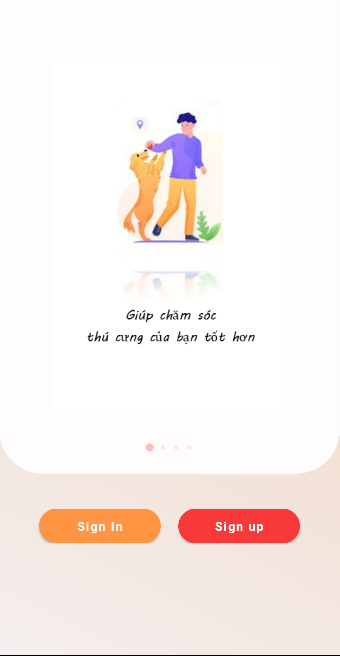 Giúp chăm sóc
thú cưng của bạn tốt hơn
Sign In
Sign up